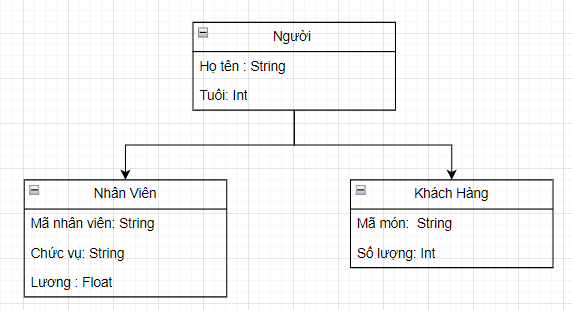 Người
Họ tên : String
Tuổi: Int
Nhân Viên
Mã nhân viên: String
Chức vụ: String
Lương : Float
Khách Hàng
Mã món: String
Số lượng: Int